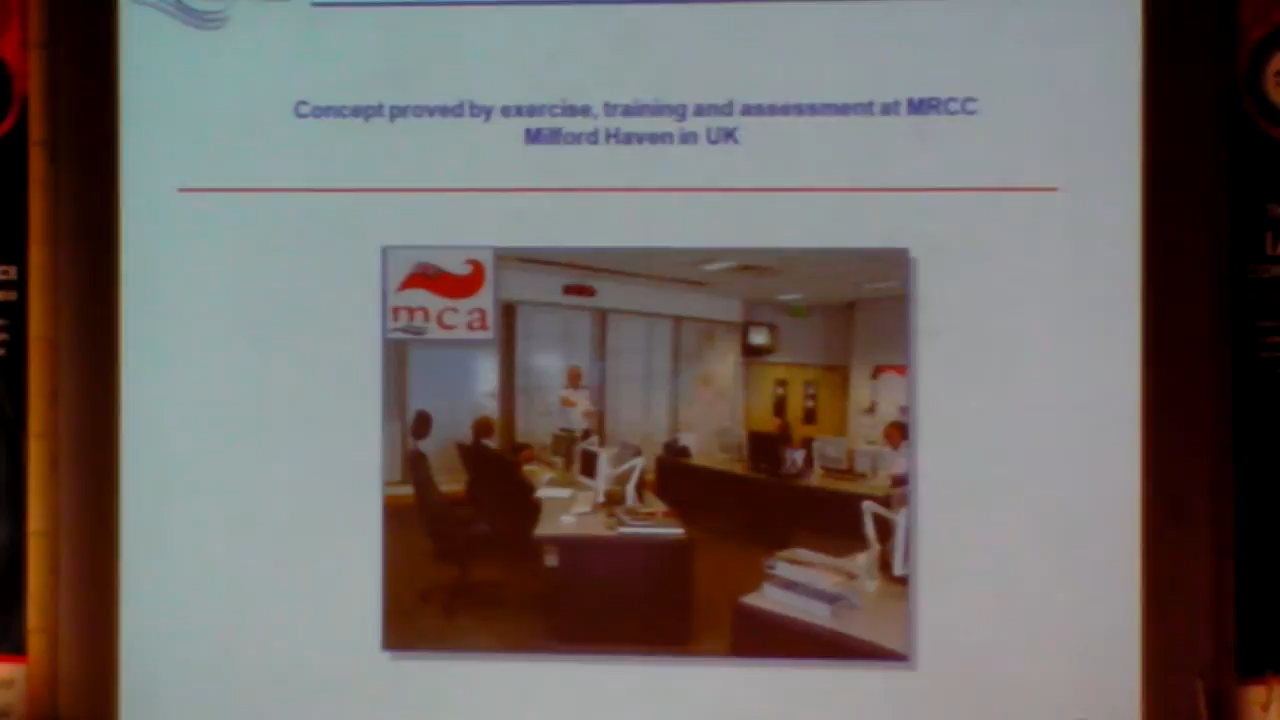 Concept proved by exercise, training and assessment at MRCC
Milford Haven in UK
mca